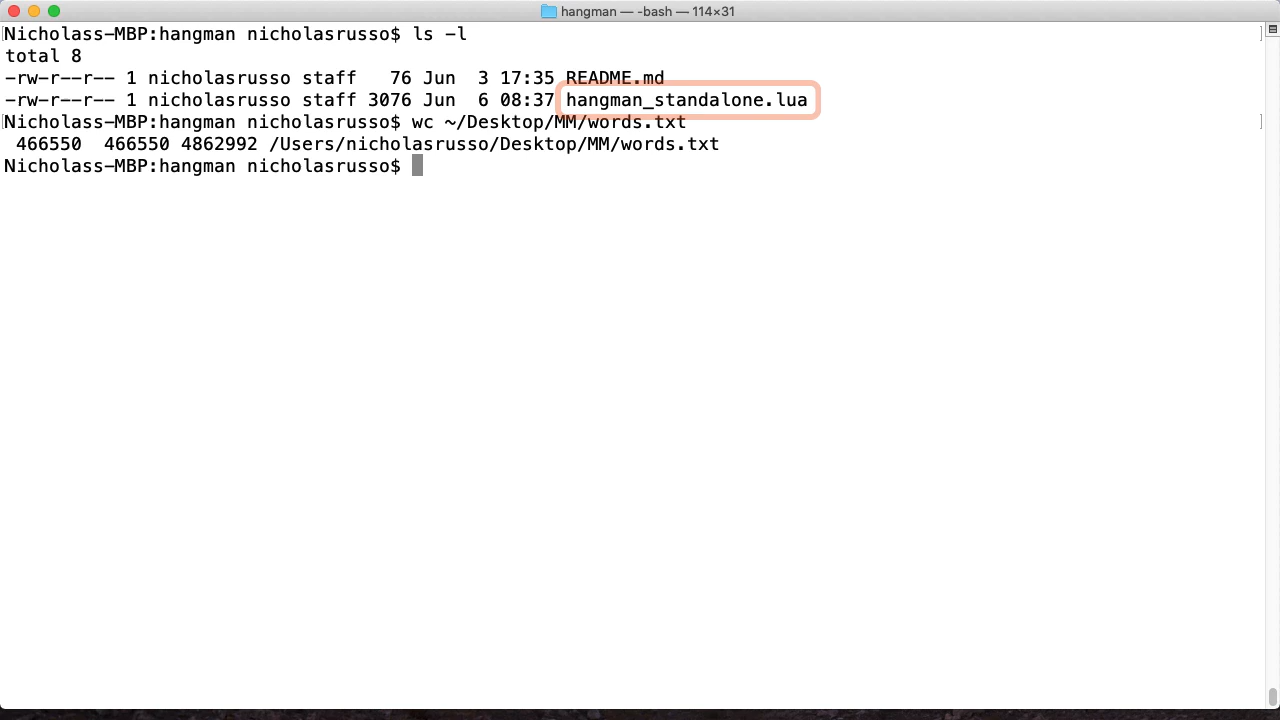 hangman — -bash — 114×31
Nicholass-MBP:hangman nicholasrusso$ ls -l
total 8
-rw-r--r-- 1 nicholasrusso staff   76 Jun  3 17:35 README.md
-rw-r--r-- 1 nicholasrusso staff 3076 Jun  6 08:37 hangman_standalone.lua
Nicholass-MBP:hangman nicholasrusso$ wc ~/Desktop/MM/words.txt
 466550  466550 4862992 /Users/nicholasrusso/Desktop/MM/words.txt
Nicholass-MBP:hangman nicholasrusso$